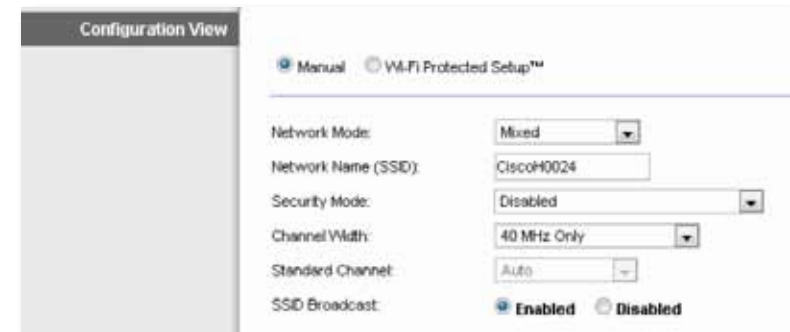 Configuration View
Manual Wi-Fi Protected Setup™
Network Mode: Mixed
Network Name (SSID): CiscoH0024
Security Mode: Disabled
Channel Width: 40 MHz Only
Standard Channel: Auto
SSID Broadcast: Enabled Disabled